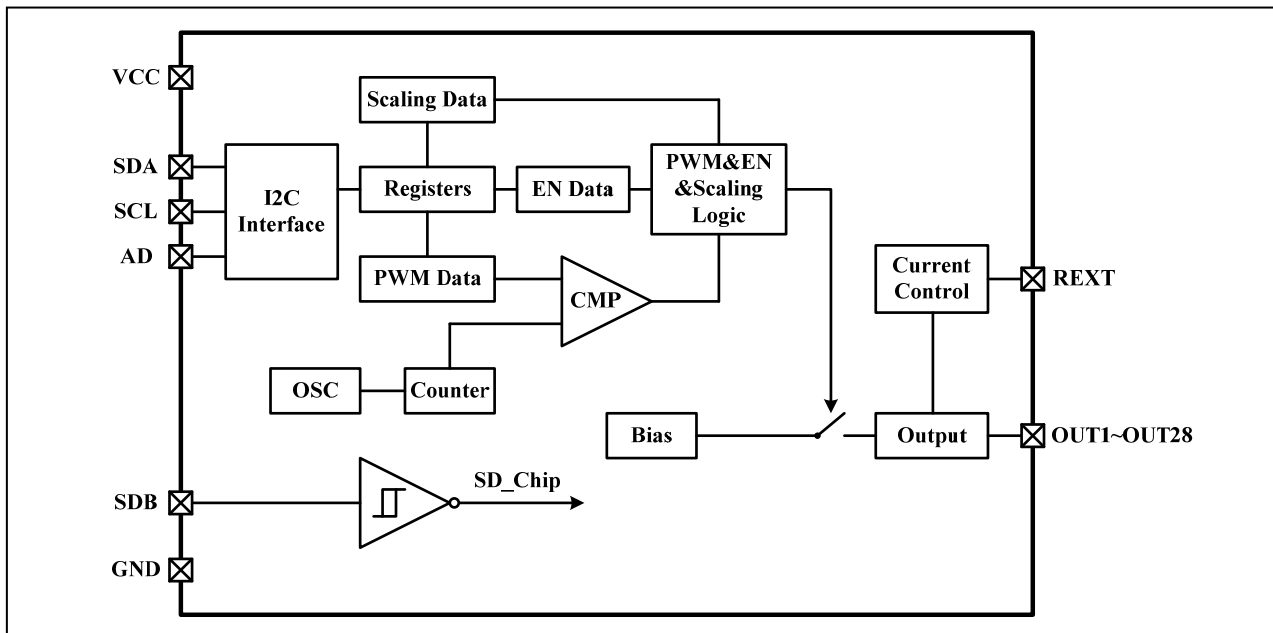 VCC
Scaling Data
SDA
SCL
AD
I2C
Interface
Registers
EN Data
PWM&EN
&Scaling
Logic
PWM Data
CMP
Current
Control
REXT
OSC
Counter
Bias
Output
OUT1~OUT28
SDB
SD_Chip
GND